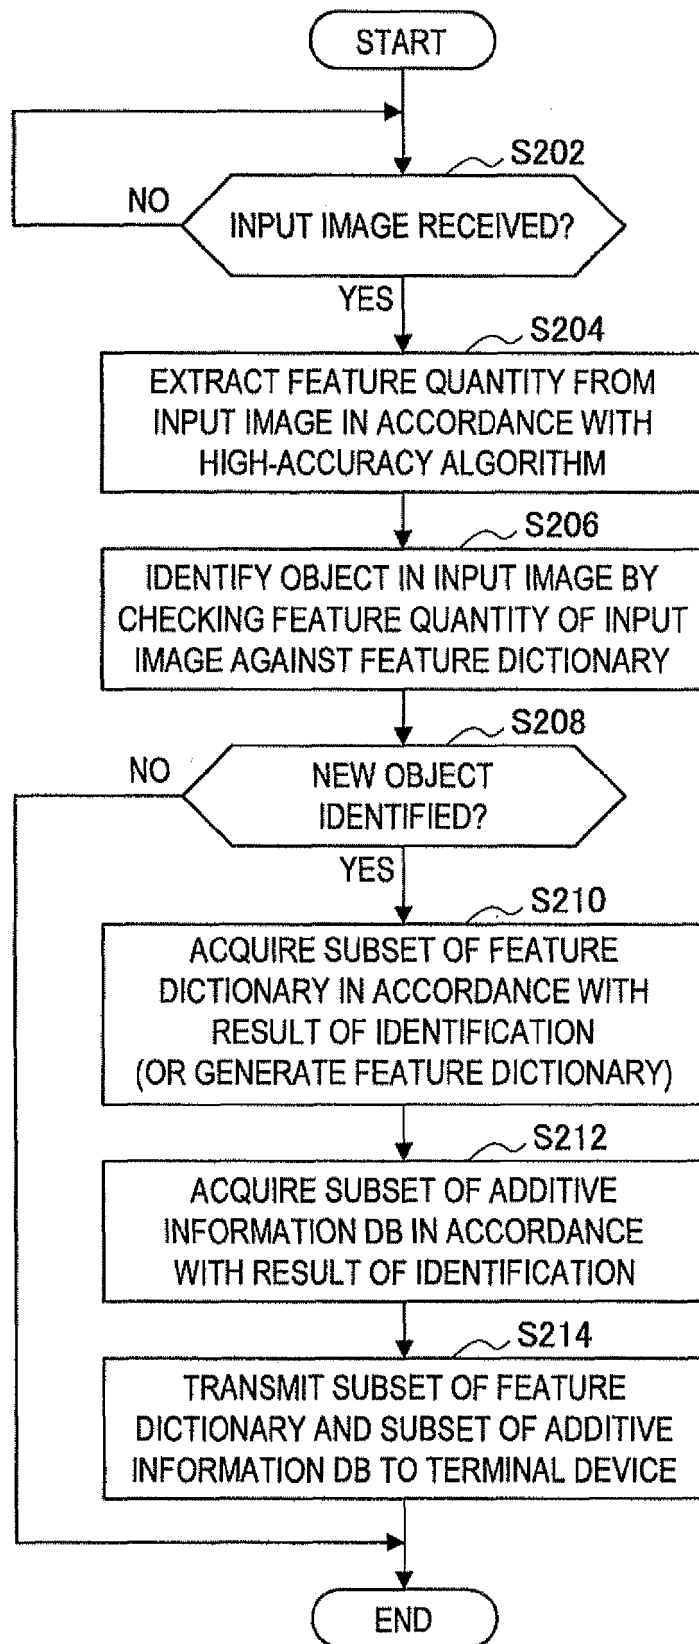 START
S202
NO
INPUT IMAGE RECEIVED?
YES
S204
EXTRACT FEATURE QUANTITY FROM
INPUT IMAGE IN ACCORDANCE WITH
HIGH-ACCURACY ALGORITHM
S206
IDENTIFY OBJECT IN INPUT IMAGE BY
CHECKING FEATURE QUANTITY OF INPUT
IMAGE AGAINST FEATURE DICTIONARY
S208
NO
NEW OBJECT
IDENTIFIED?
YES
S210
ACQUIRE SUBSET OF FEATURE
DICTIONARY IN ACCORDANCE WITH
RESULT OF IDENTIFICATION
(OR GENERATE FEATURE DICTIONARY)
S212
ACQUIRE SUBSET OF ADDITIVE
INFORMATION DB IN ACCORDANCE
WITH RESULT OF IDENTIFICATION
S214
TRANSMIT SUBSET OF FEATURE
DICTIONARY AND SUBSET OF ADDITIVE
INFORMATION DB TO TERMINAL DEVICE
END